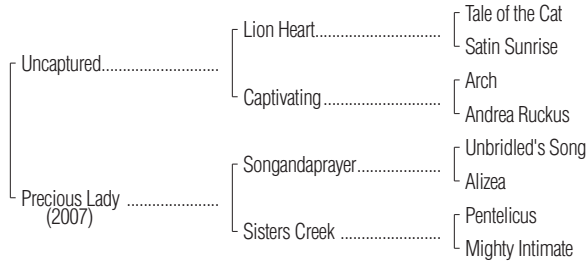 Tale of the Cat
Lion Heart
Satin Sunrise
Uncaptured
Arch
Captivating
Andrea Ruckus
Unbridled's Song
Songandaprayer
Alizea
Precious Lady
(2007)
Pentelicus
Sisters Creek
Mighty Intimate